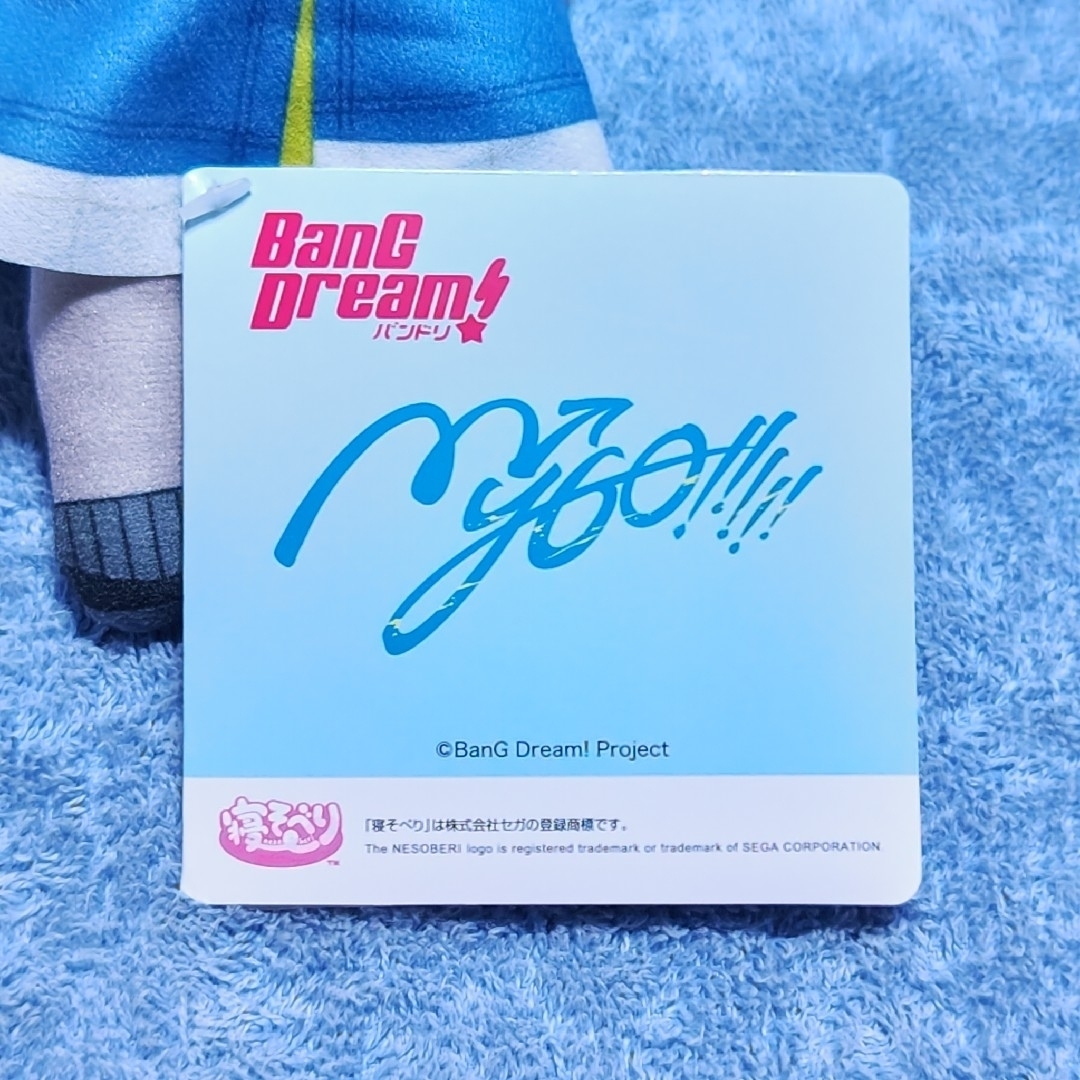 BanG
Dream!
バンドリ
MyGO!!!!!
©BanG Dream! Project
寝そべり
TM
「寝そべり」は株式会社セガの登録商標です。
The NESOBERI logo is registered trademark or trademark of SEGA CORPORATION.